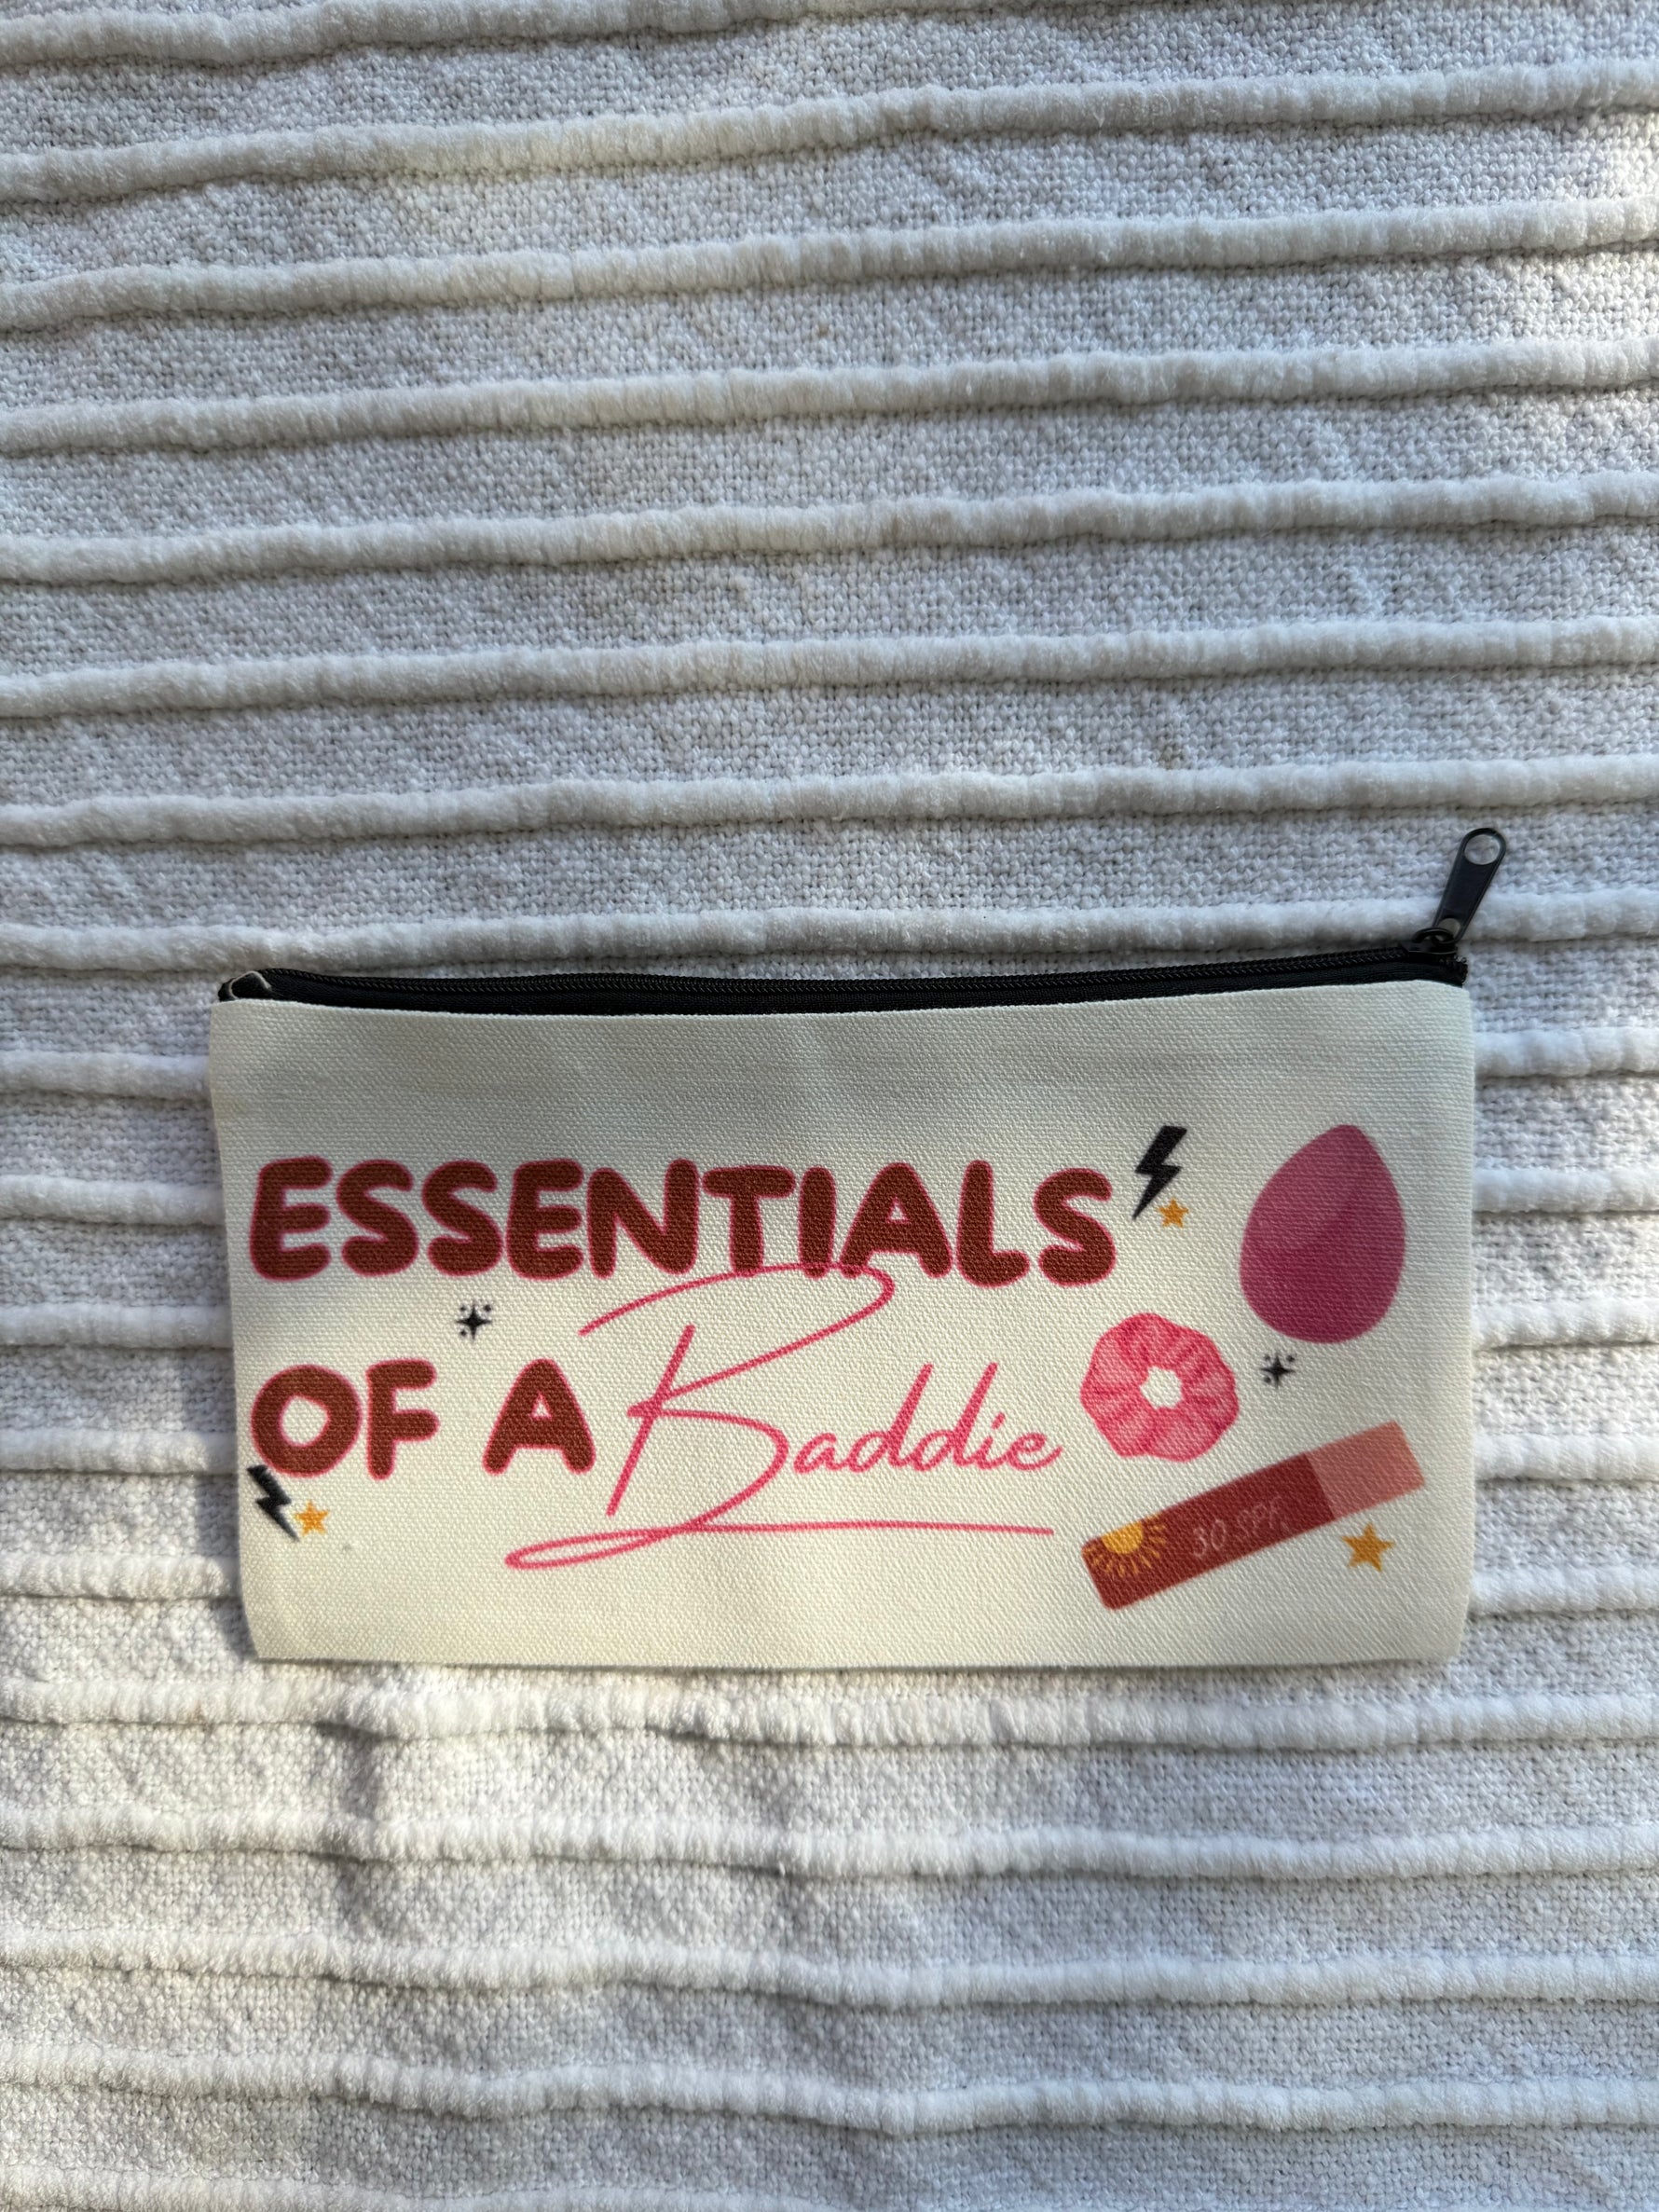 ESSENTIALS
OF A Baddie
30 SPF